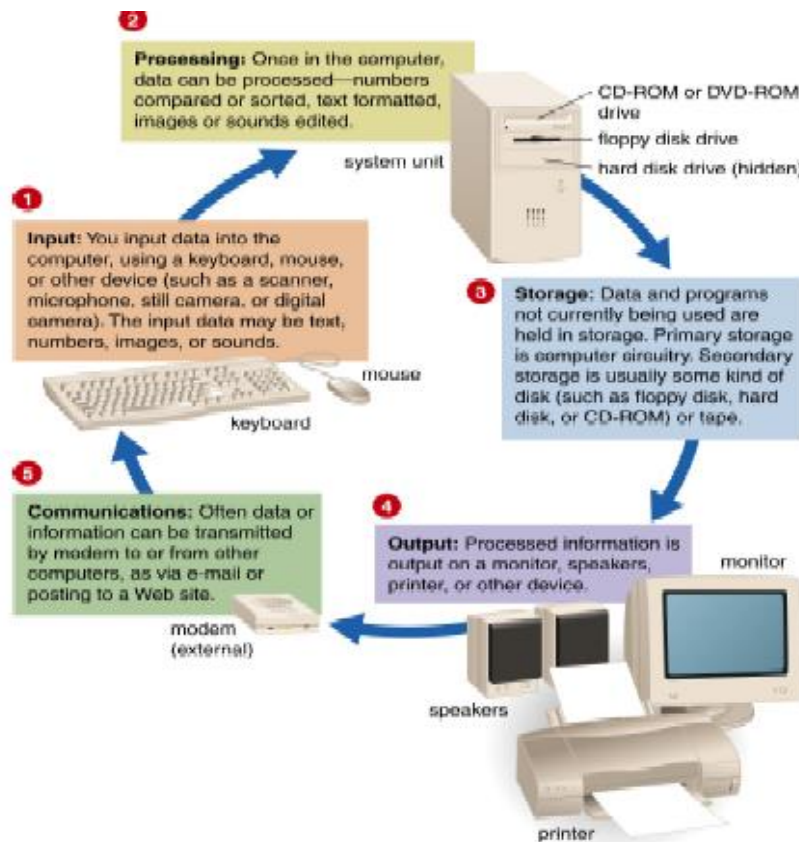 2
Processing: Once in the computer,
data can be processed—numbers
compared or sorted, text formatted,
images or sounds edited.
CD-ROM or DVD-ROM
drive
floppy disk drive
hard disk drive (hidden)
system unit
1
Input: You input data into the
computer, using a keyboard, mouse,
or other device (such as a scanner,
microphone, still camera, or digital
camera). The input data may be text,
numbers, images, or sounds.
mouse
keyboard
3
Storage: Data and programs
not currently being used are
held in storage. Primary storage
is computer circuitry. Secondary
storage is usually some kind of
disk (such as floppy disk, hard
disk, or CD-ROM) or tape.
5
Communications: Often data or
information can be transmitted
by modem to or from other
computers, as via e-mail or
posting to a Web site.
modem
(external)
4
Output: Processed information is
output on a monitor, speakers,
printer, or other device.
monitor
speakers
printer